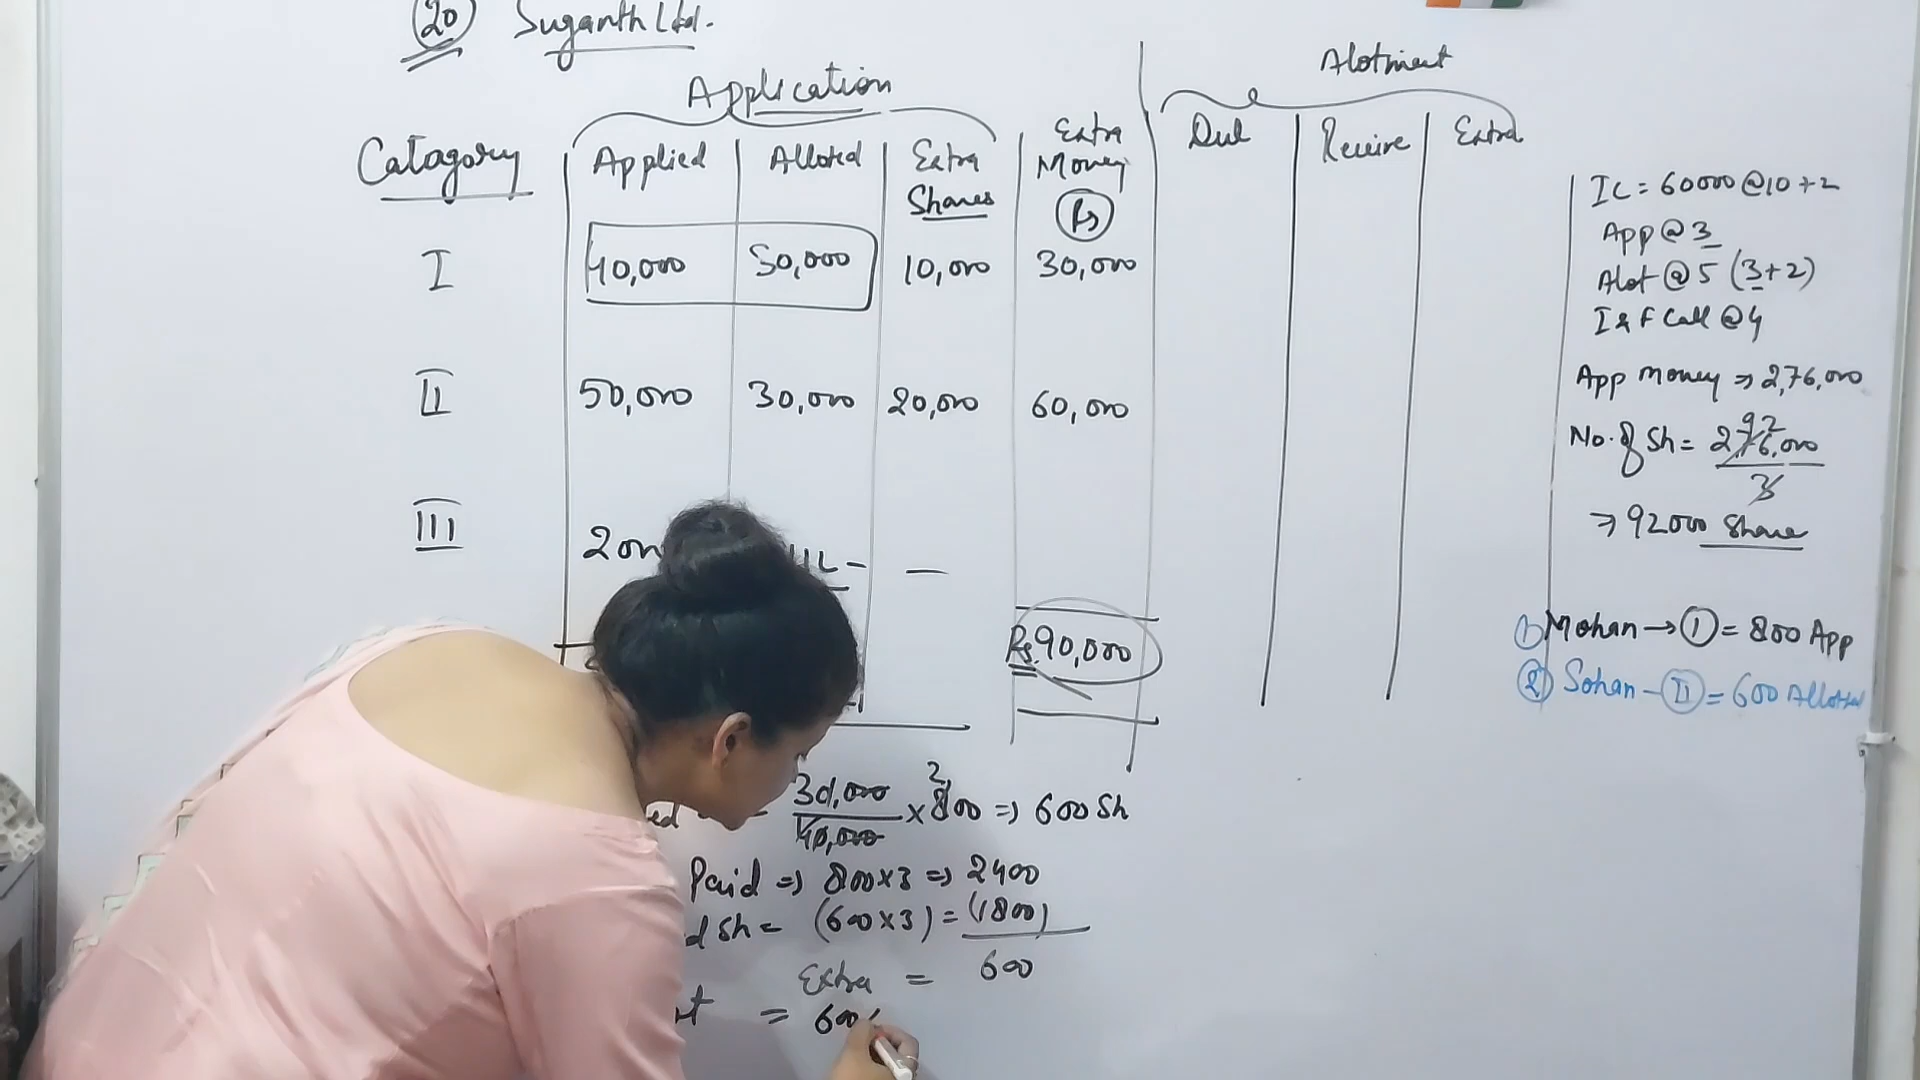 20 Suganth Ltd.
Application
Alotment
Catagory
Applied
Alloted
Extra Shares
Extra Money Rs
Due
Receive
Extra
I 40,000 30,000 10,000 30,000
II 50,000 30,000 20,000 60,000
III
—
Rs. 90,000
IC = 60000 @ 10 + 2
App @ 3
Alot @ 5 (3+2)
I & F Call @ 4
App Money ⇒ 2,76,000
No. of Sh = 2,76,000 / 3
92
⇒ 92000 Share
1) Mohan → I = 800 App
2) Sohan - II = 600 Allotted
30,000 / 40,000 × 800 ⇒ 600 Sh
2
Paid ⇒ 800×3 ⇒ 2400
Sh = (600×3) = (1800)
Extra = 600
= 600